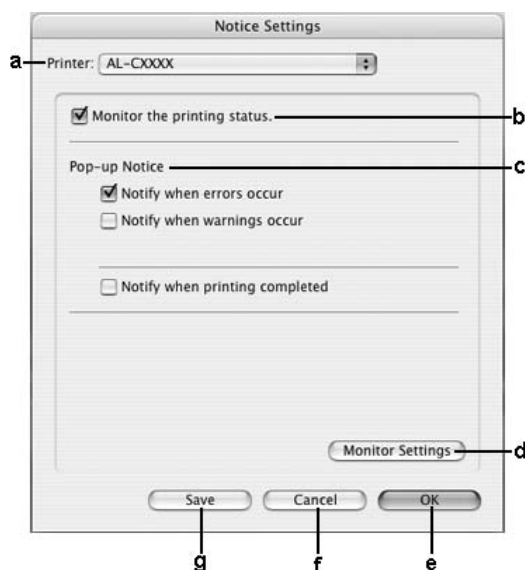 Notice Settings
a Printer: AL-CXXXX
Monitor the printing status. b
Pop-up Notice c
Notify when errors occur
Notify when warnings occur
Notify when printing completed
Monitor Settings d
Save Cancel OK
g f e